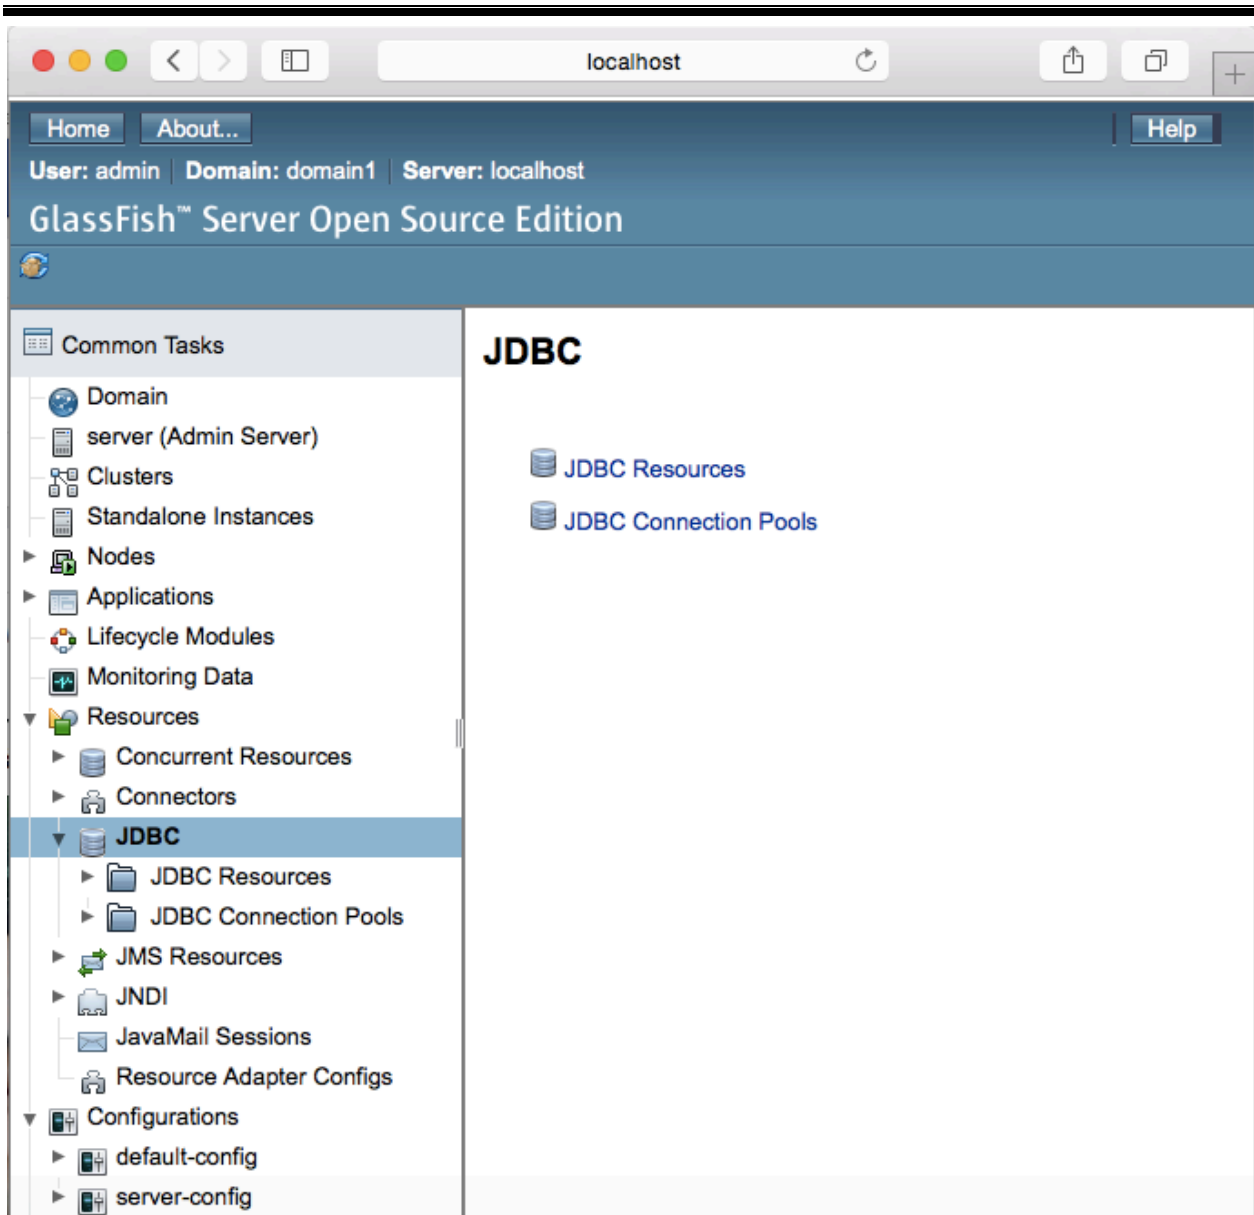 localhost
Home About... Help
User: admin Domain: domain1 Server: localhost
GlassFish™ Server Open Source Edition
Common Tasks
Domain
server (Admin Server)
Clusters
Standalone Instances
Nodes
Applications
Lifecycle Modules
Monitoring Data
Resources
Concurrent Resources
Connectors
JDBC
JDBC Resources
JDBC Connection Pools
JMS Resources
JNDI
JavaMail Sessions
Resource Adapter Configs
Configurations
default-config
server-config
JDBC
JDBC Resources
JDBC Connection Pools